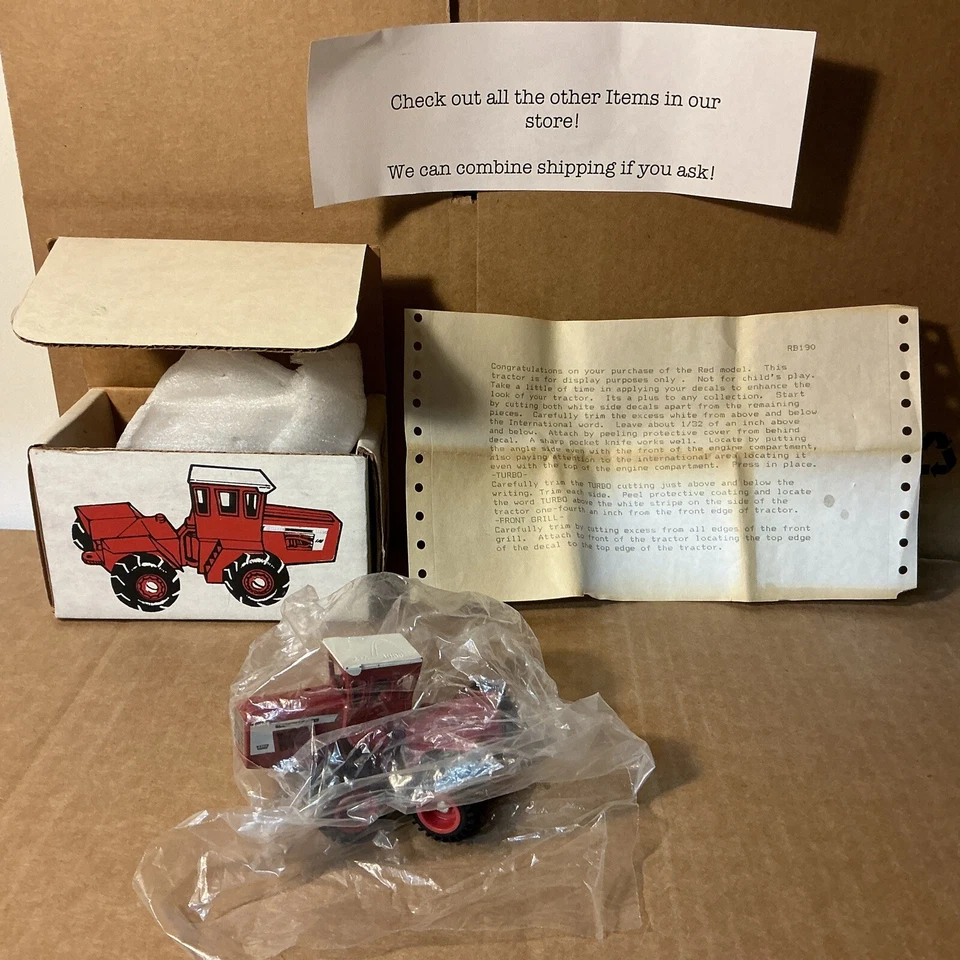 Check out all the other Items in our
store!
We can combine shipping if you ask!
RB190
Congratulations on your purchase of the Red model. This
tractor is for display purposes only . Not for child's play.
Take a little of time in applying your decals to enhance the
look of your tractor. Its a plus to any collection. Start
by cutting both white side decals apart from the remaining
pieces. Carefully trim the excess white from above and below
the International word. Leave about 1/32 of an inch above
and below. Attach by peeling protective cover from behind
decal. A sharp pocket knife works well. Locate by putting
the angle side even with the front of the engine compartment,
also paying attention to the international area locating it
even with the top of the engine compartment. Press in place.
-TURBO-
Carefully trim the TURBO cutting just above and below the
writing. Trim each side. Peel protective coating and locate
the word TURBO above the white stripe on the side of the
tractor one-fourth an inch from the front edge of tractor.
-FRONT GRILL-
Carefully trim by cutting excess from all edges of the front
grill. Attach to front of the tractor locating the top edge
of the decal to the top edge of the tractor.